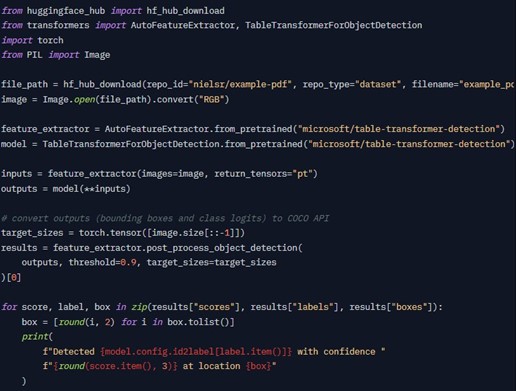 from huggingface_hub import hf_hub_download
from transformers import AutoFeatureExtractor, TableTransformerForObjectDetection
import torch
from PIL import Image
file_path = hf_hub_download(repo_id="nielsr/example-pdf", repo_type="dataset", filename="example_pd
image = Image.open(file_path).convert("RGB")
feature_extractor = AutoFeatureExtractor.from_pretrained("microsoft/table-transformer-detection")
model = TableTransformerForObjectDetection.from_pretrained("microsoft/table-transformer-detection")
inputs = feature_extractor(images=image, return_tensors="pt")
outputs = model(**inputs)
# convert outputs (bounding boxes and class logits) to COCO API
target_sizes = torch.tensor([image.size[::-1]])
results = feature_extractor.post_process_object_detection(
    outputs, threshold=0.9, target_sizes=target_sizes
)[0]
for score, label, box in zip(results["scores"], results["labels"], results["boxes"]):
    box = [round(i, 2) for i in box.tolist()]
    print(
        f"Detected {model.config.id2label[label.item()]} with confidence "
        f"{round(score.item(), 3)} at location {box}"
    )